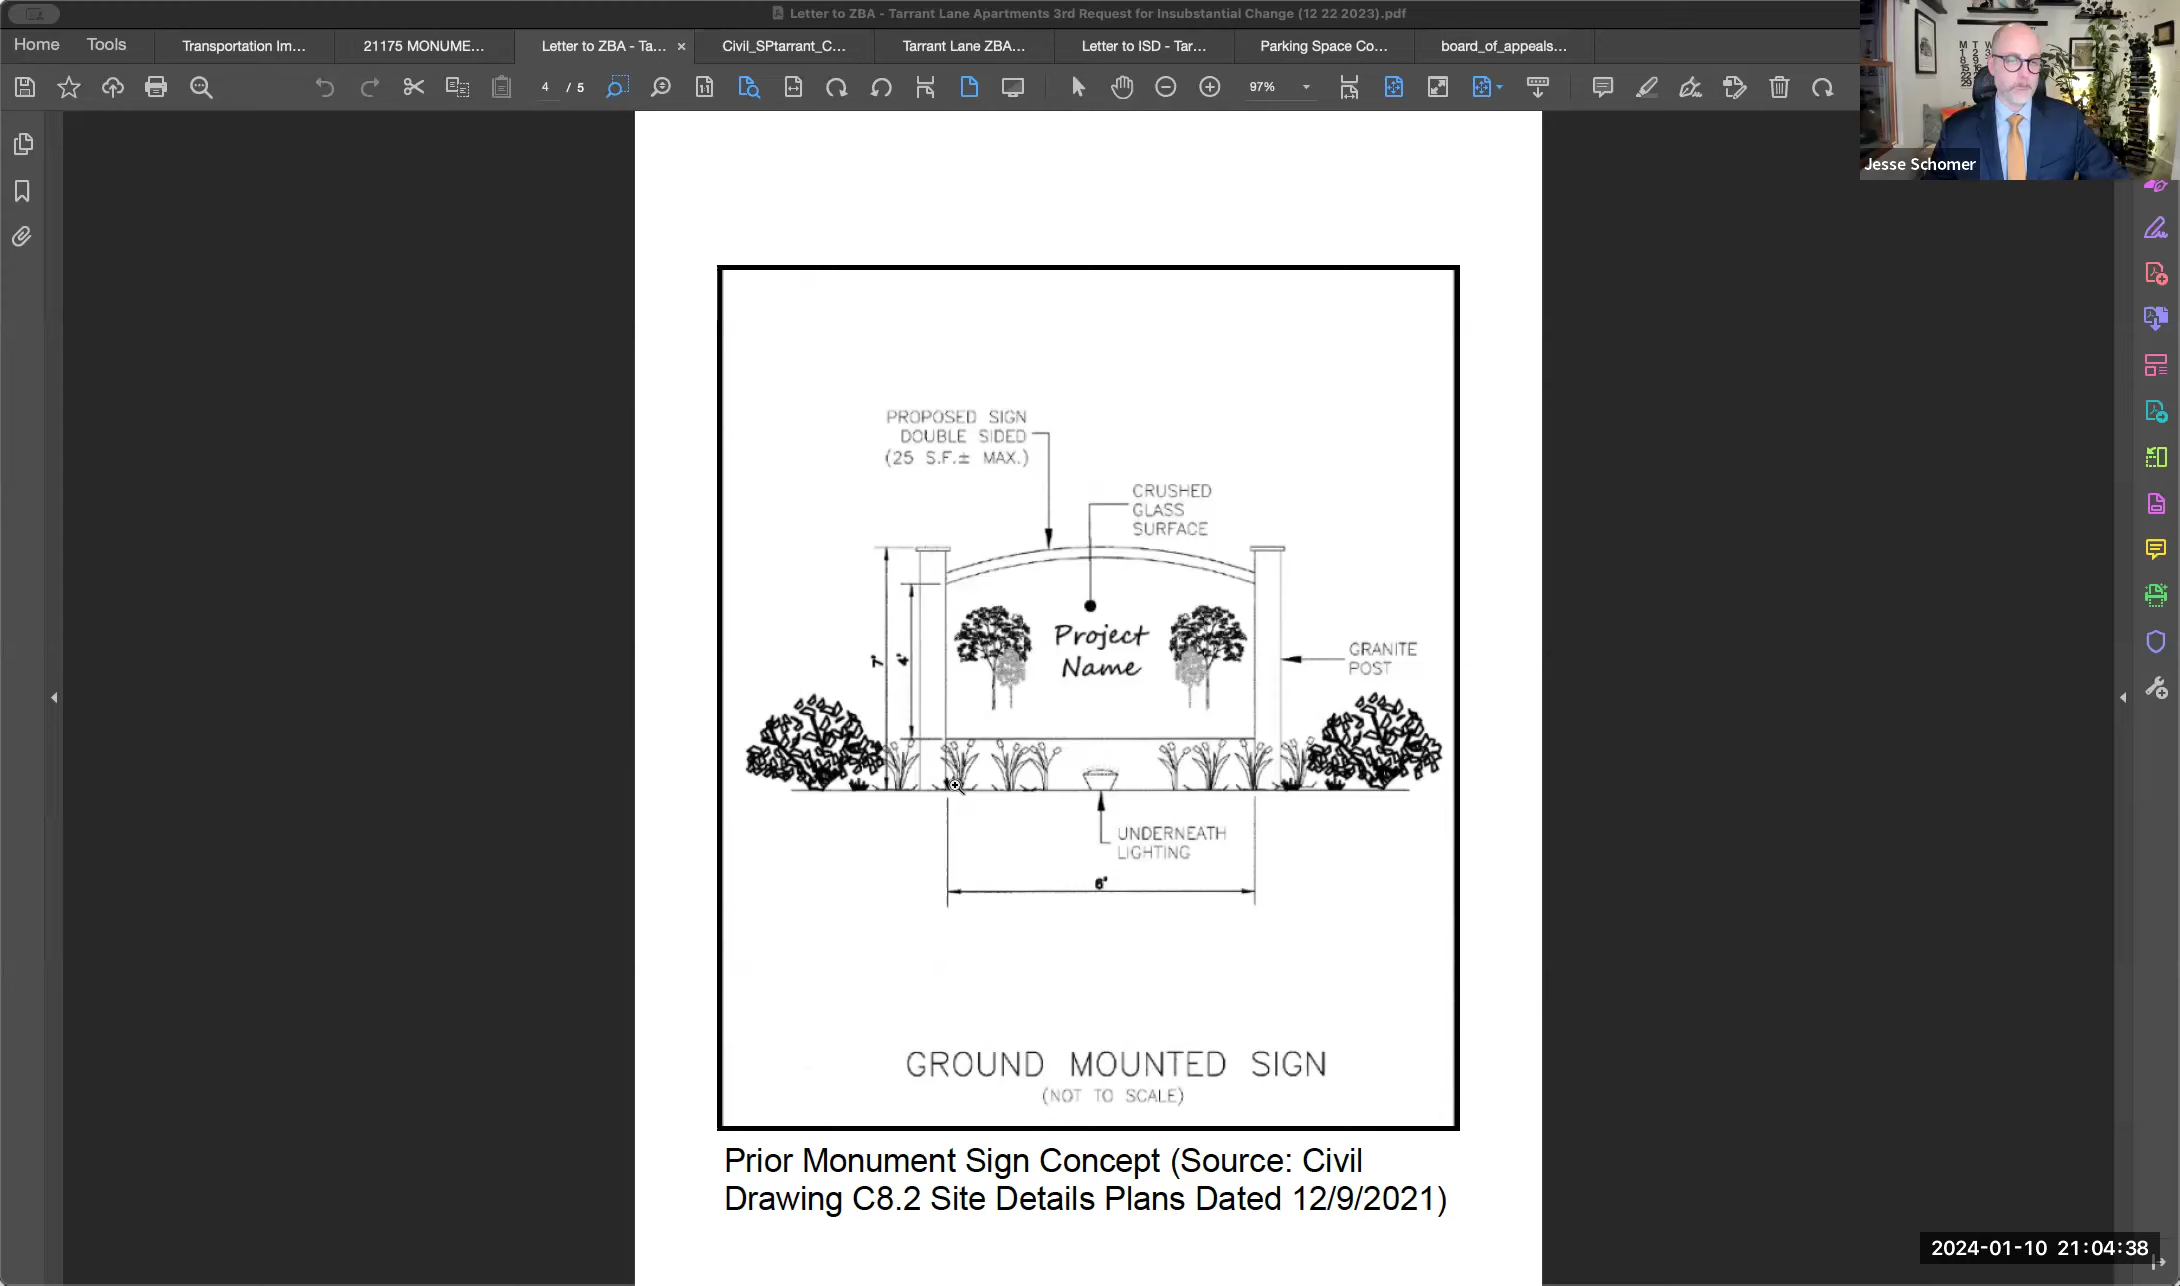 Letter to ZBA - Tarrant Lane Apartments 3rd Request for Insubstantial Change (12 22 2023).pdf
Home Tools Transportation Im... 21175 MONUME... Letter to ZBA - Ta... × Civil_SPtarrant_C... Tarrant Lane ZBA... Letter to ISD - Tar... Parking Space Co... board_of_appeals...
4 / 5 97%
Jesse Schomer
PROPOSED SIGN
DOUBLE SIDED
(25 S.F.± MAX.)
CRUSHED
GLASS
SURFACE
Project
Name
7'
4'
GRANITE
POST
UNDERNEATH
LIGHTING
6'
GROUND MOUNTED SIGN
(NOT TO SCALE)
Prior Monument Sign Concept (Source: Civil
Drawing C8.2 Site Details Plans Dated 12/9/2021)
2024-01-10 21:04:38